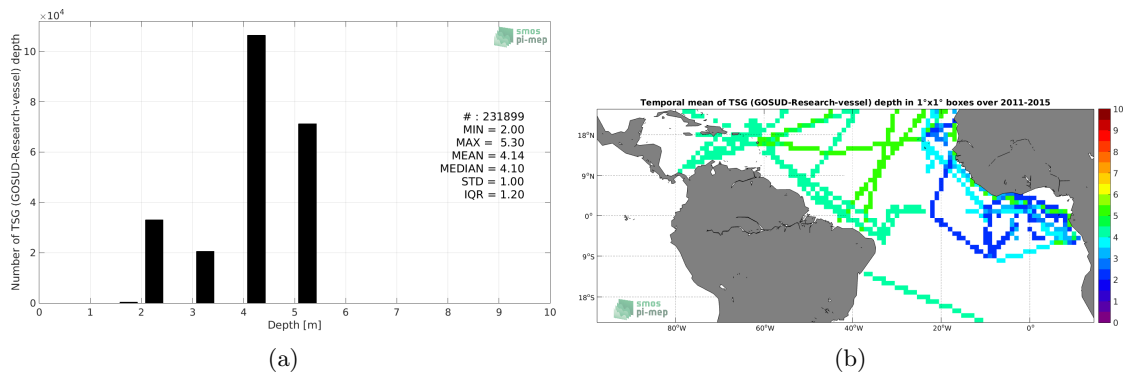 ×10⁴
smos
pi-mep
Number of TSG (GOSUD-Research-vessel) depth
10
8
6
4
2
0
# : 231899
MIN = 2.00
MAX = 5.30
MEAN = 4.14
MEDIAN = 4.10
STD = 1.00
IQR = 1.20
0 1 2 3 4 5 6 7 8 9 10
Depth [m]
(a)
Temporal mean of TSG (GOSUD-Research-vessel) depth in 1°x1° boxes over 2011-2015
18°N
9°N
0°
9°S
18°S
smos
pi-mep
80°W 60°W 40°W 20°W 0°
10
9
8
7
6
5
4
3
2
1
0
(b)